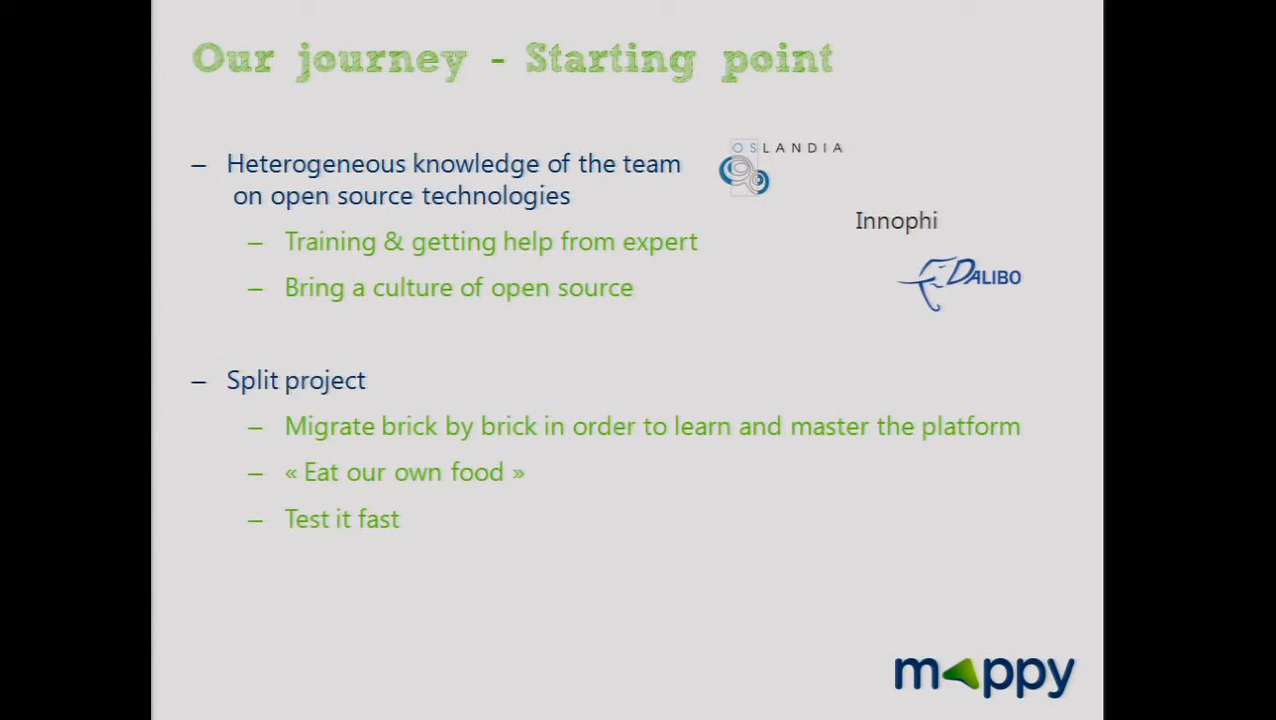 Our journey - Starting point
– Heterogeneous knowledge of the team
on open source technologies
– Training & getting help from expert
– Bring a culture of open source
OSLANDIA
Innophi
DALIBO
– Split project
– Migrate brick by brick in order to learn and master the platform
– « Eat our own food »
– Test it fast
mappy